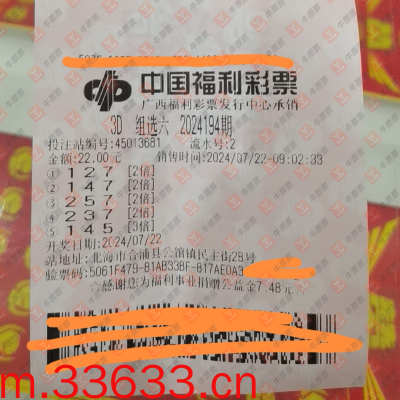 中国福利彩票
广西福利彩票发行中心承销
3D 组选六 2024194期
投注站编号:45013681 流水号:2
金额:22.00元 销售时间:2024/07/22-09:02:33
① 1 2 7 [2倍]
② 1 4 7 [2倍]
③ 2 5 7 [2倍]
④ 2 3 7 [2倍]
⑤ 1 4 5 [3倍]
开奖日期:2024/07/22
站地址:北海市合浦县公馆镇民主街28号
验票码:5061F479-81AB33BF-817AE0A3
感谢您为福利事业捐赠公益金7.48元
m.33633.cn